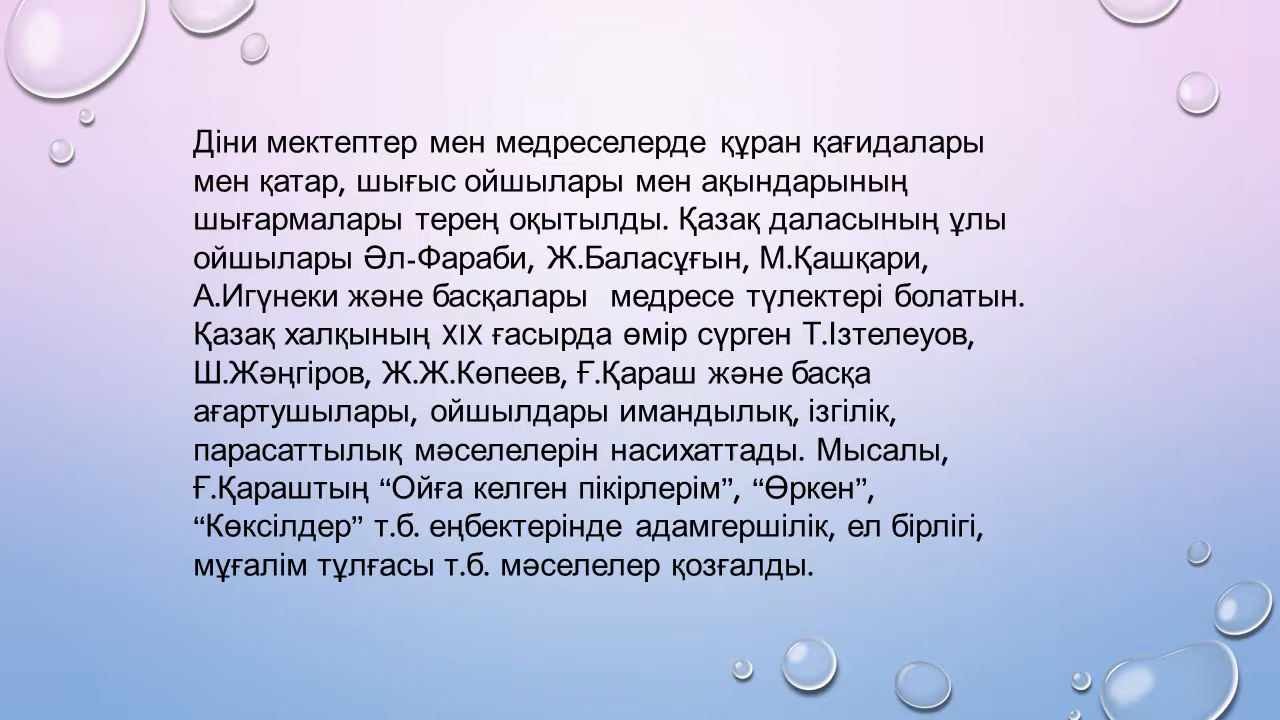 Діни мектептер мен медреселерде құран қағидалары
мен қатар, шығыс ойшылары мен ақындарының
шығармалары терең оқытылды. Қазақ даласының ұлы
ойшылары Әл-Фараби, Ж.Баласұғын, М.Қашқари,
А.Игүнеки және басқалары медресе түлектері болатын.
Қазақ халқының XIX ғасырда өмір сүрген Т.Ізтелеуов,
Ш.Жәңгіров, Ж.Ж.Көпеев, Ғ.Қараш және басқа
ағартушылары, ойшылдары имандылық, ізгілік,
парасаттылық мәселелерін насихаттады. Мысалы,
Ғ.Қараштың “Ойға келген пікірлерім”, “Өркен”,
“Көксілдер” т.б. еңбектерінде адамгершілік, ел бірлігі,
мұғалім тұлғасы т.б. мәселелер қозғалды.